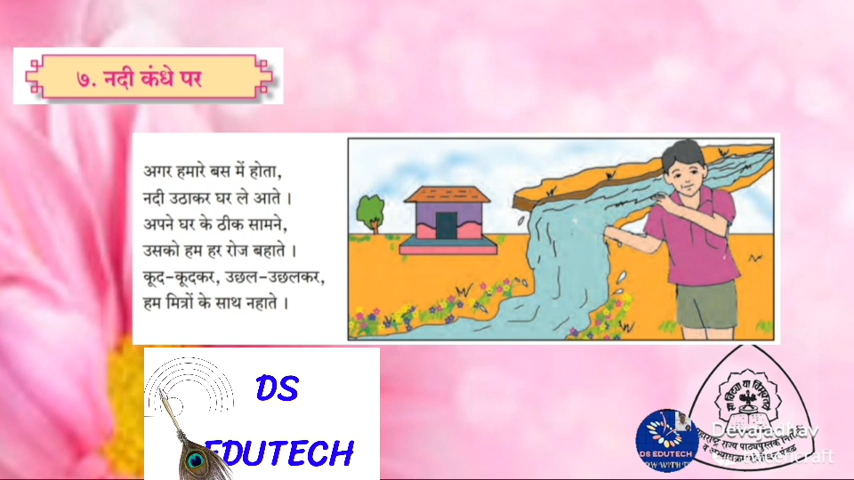 ७. नदी कंधे पर
अगर हमारे बस में होता,
नदी उठाकर घर ले आते ।
अपने घर के ठीक सामने,
उसको हम हर रोज बहाते ।
कूद-कूदकर, उछल-उछलकर,
हम मित्रों के साथ नहाते ।
DS
EDUTECH
DS EDUTECH
Devajadhav